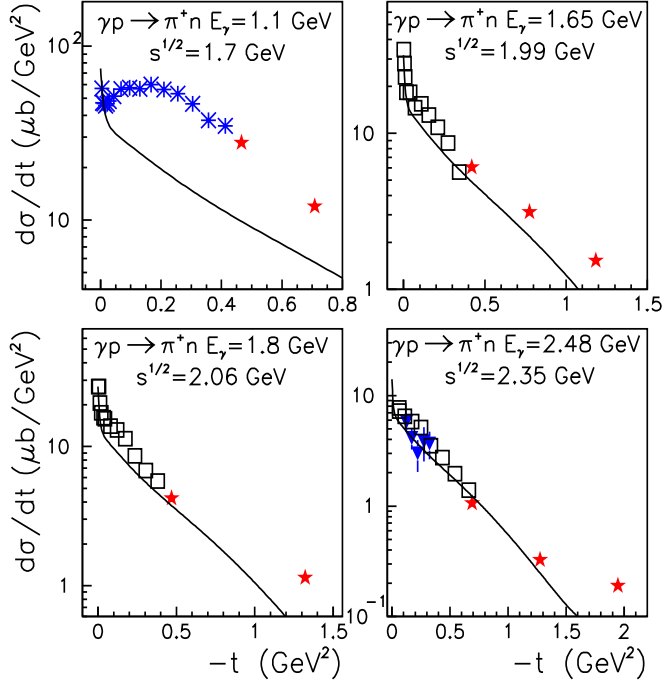 γp → π⁺n E_γ=1.1 GeV
s^1/2=1.7 GeV
10²
10
dσ/dt (μb/GeV²)
0 0.2 0.4 0.6 0.8
γp → π⁺n E_γ=1.65 GeV
s^1/2=1.99 GeV
10
1
0 0.5 1 1.5
γp → π⁺n E_γ=1.8 GeV
s^1/2=2.06 GeV
10
1
dσ/dt (μb/GeV²)
0 0.5 1 1.5
−t (GeV²)
γp → π⁺n E_γ=2.48 GeV
s^1/2=2.35 GeV
10
1
10⁻¹
0 0.5 1 1.5 2
−t (GeV²)